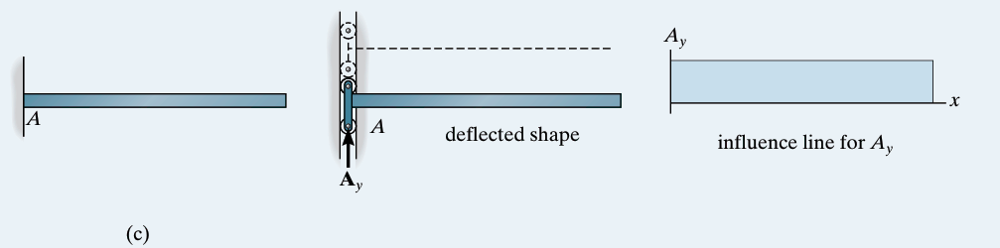 A
A
deflected shape
A_y
A_y
x
influence line for A_y
(c)